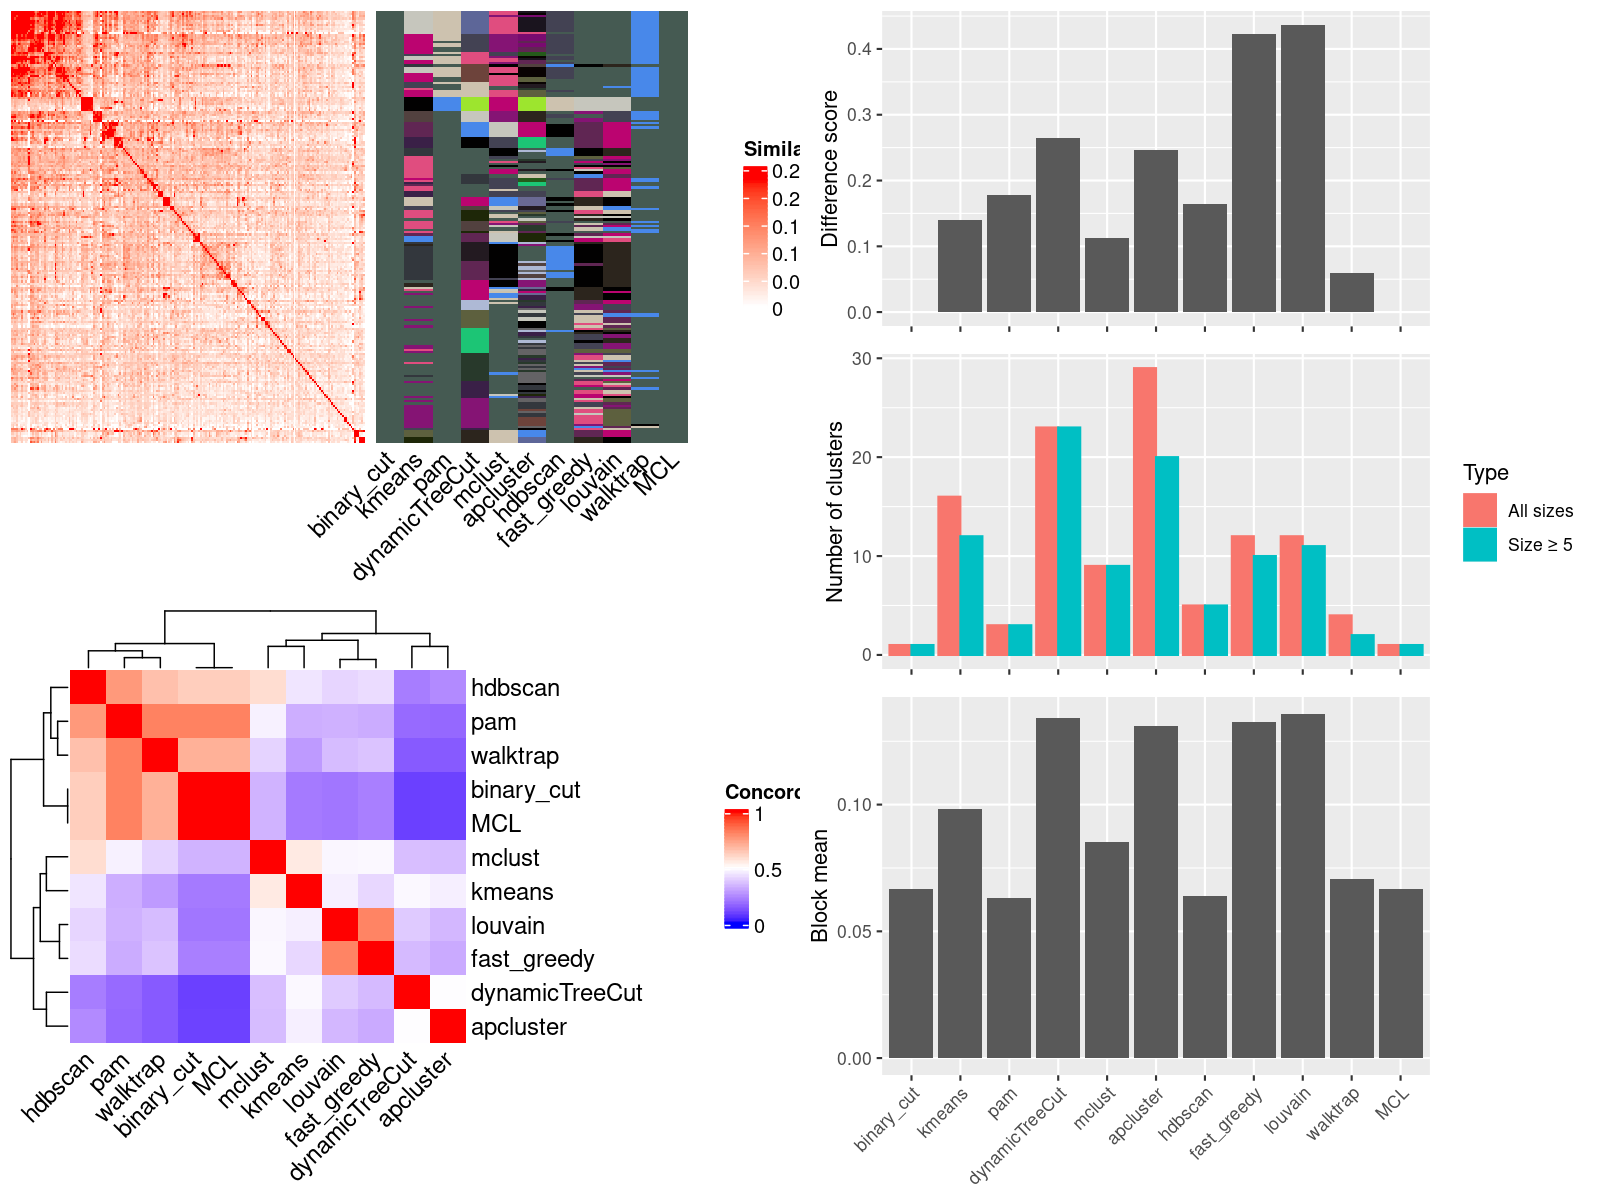 Simila
0.2
0.2
0.1
0.1
0.0
0
binary_cut
kmeans
pam
dynamicTreeCut
mclust
apcluster
hdbscan
fast_greedy
louvain
walktrap
MCL
hdbscan
pam
walktrap
binary_cut
MCL
mclust
kmeans
louvain
fast_greedy
dynamicTreeCut
apcluster
hdbscan
pam
walktrap
binary_cut
MCL
mclust
kmeans
louvain
fast_greedy
dynamicTreeCut
apcluster
Concord
1
0.5
0
Difference score
0.4
0.3
0.2
0.1
0.0
Number of clusters
30
20
10
0
Type
All sizes
Size ≥ 5
Block mean
0.10
0.05
0.00
binary_cut
kmeans
pam
dynamicTreeCut
mclust
apcluster
hdbscan
fast_greedy
louvain
walktrap
MCL